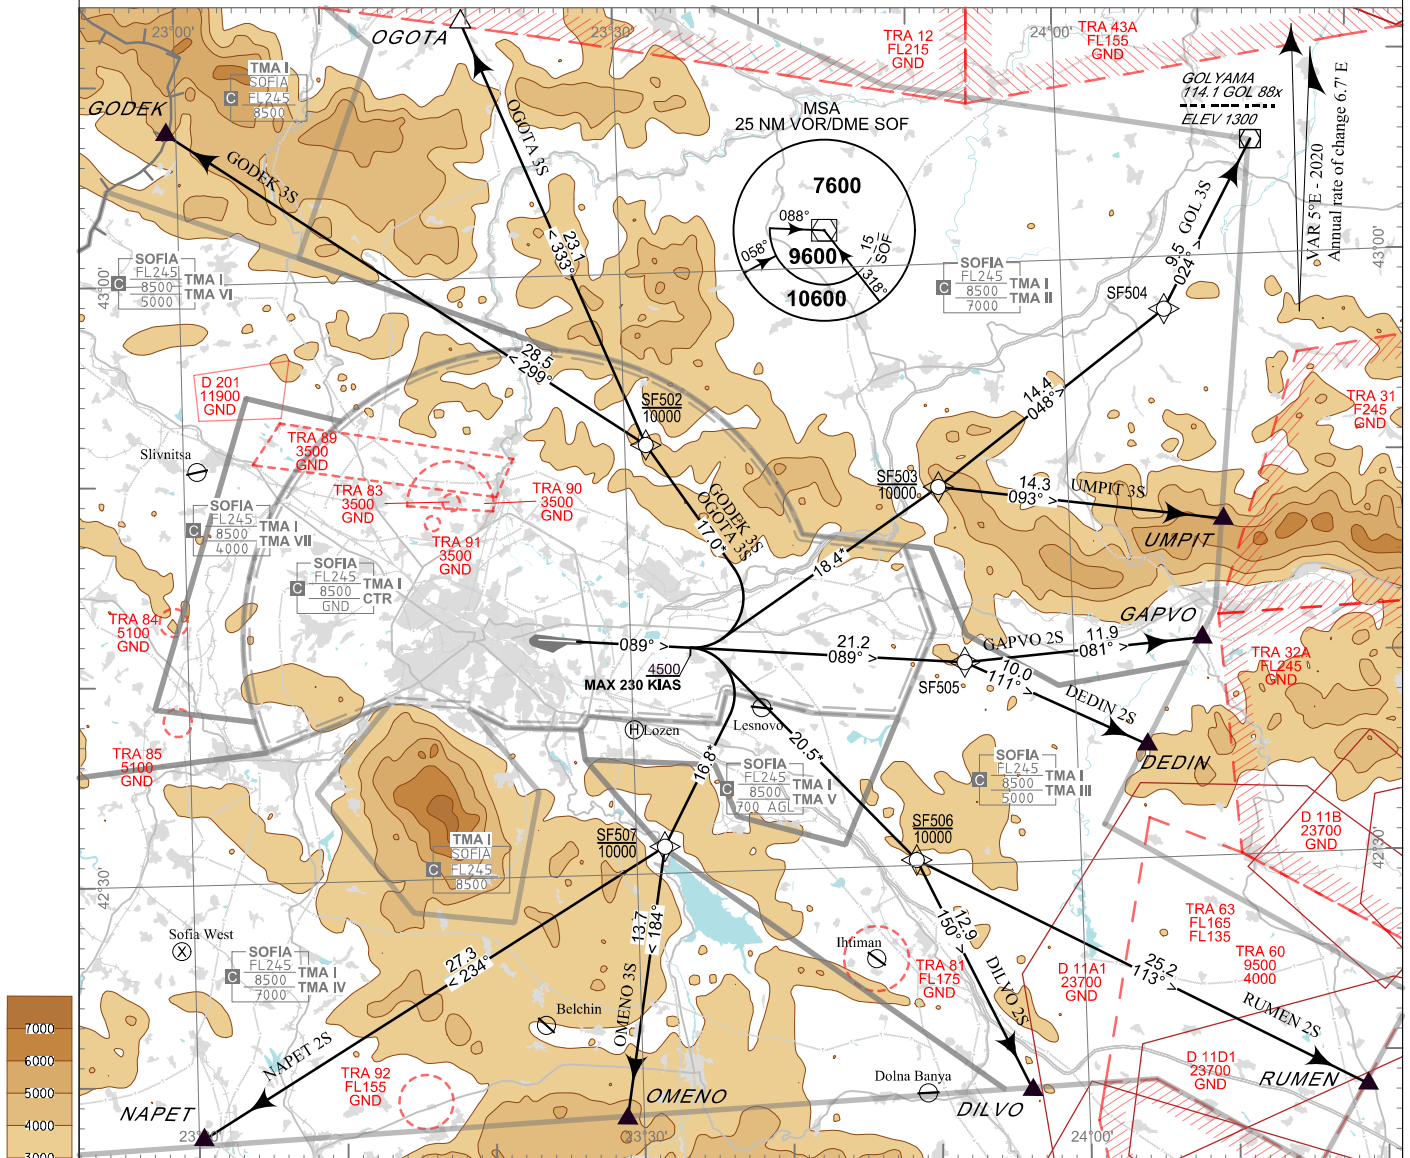 23°00'
OGOTA
23°30'
TRA 12
FL215
GND
24°00'
TRA 43A
FL155
GND
TMA I
SOFIA
C
FL245
8500
GODEK
GOLYAMA
114.1 GOL 88x
ELEV 1300
VAR 5°E - 2020
Annual rate of change 6.7' E
MSA
25 NM VOR/DME SOF
7600
088°
058°
9600
15
SOF
318°
10600
OGOTA 3S
GODEK 3S
GOL 3S
9.5
024° >
23.1
< 333°
43°00'
43°00'
SOFIA
FL245
C
8500
5000
TMA I
TMA VI
SOFIA
FL245
C
8500
7000
TMA I
TMA II
SF504
28.5
< 299°
14.4
048° >
D 201
11900
GND
SF502
10000
TRA 31
F245
GND
TRA 89
3500
GND
Slivnitsa
TRA 83
3500
GND
TRA 90
3500
GND
SF503
10000
14.3
093° >
UMPIT 3S
UMPIT
GODEK 3S
OGOTA 3S
17.0*
SOFIA
FL245
C
8500
4000
TMA I
TMA VII
TRA 91
3500
GND
18.4*
SOFIA
FL245
C
8500
GND
TMA I
CTR
TRA 84
5100
GND
GAPVO
089° >
21.2
089° >
GAPVO 2S
11.9
081° >
4500
MAX 230 KIAS
SF505
10.0
111° >
DEDIN 2S
TRA 32A
FL245
GND
Lozen
H
Lesnovo
TRA 85
5100
GND
16.8*
20.5*
DEDIN
SOFIA
FL245
C
8500
700 AGL
TMA I
TMA V
SOFIA
FL245
C
8500
5000
TMA I
TMA III
SF507
10000
SF506
10000
D 11B
23700
GND
TMA I
SOFIA
C
FL245
8500
42°30'
42°30'
Sofia West
SOFIA
FL245
C
8500
7000
TMA I
TMA IV
27.3
< 234°
13.7
< 184°
12.9
150° >
Ihtiman
TRA 81
FL175
GND
TRA 63
FL165
FL135
TRA 60
9500
4000
D 11A1
23700
GND
25.2
113° >
DILVO 2S
RUMEN 2S
Belchin
OMENO 3S
NAPET 2S
7000
6000
5000
4000
3000
TRA 92
FL155
GND
Dolna Banya
D 11D1
23700
GND
RUMEN
NAPET
OMENO
DILVO
23°30'
24°00'